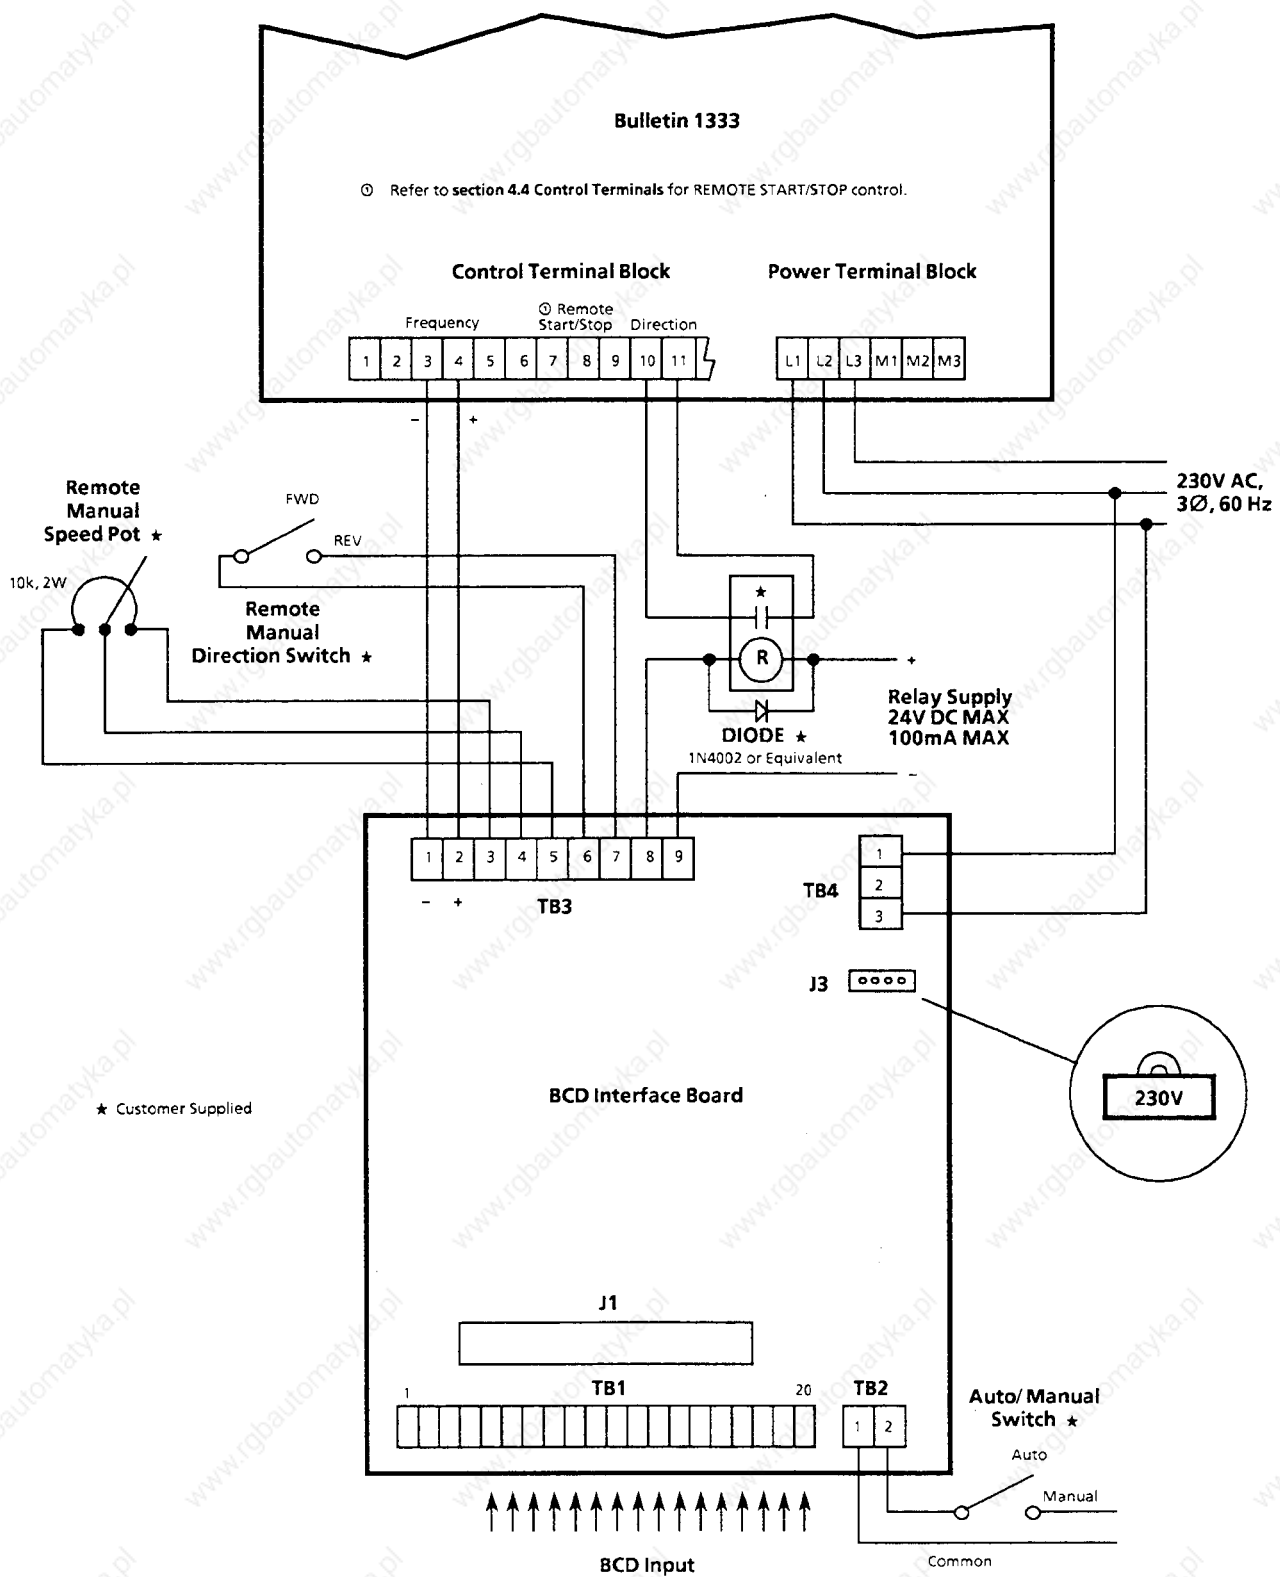 Bulletin 1333
① Refer to section 4.4 Control Terminals for REMOTE START/STOP control.
Control Terminal Block
Power Terminal Block
Frequency
① Remote
Start/Stop
Direction
1 2 3 4 5 6 7 8 9 10 11
L1 L2 L3 M1 M2 M3
- +
230V AC,
3Ø, 60 Hz
Remote
Manual
Speed Pot ★
10k, 2W
FWD
REV
Remote
Manual
Direction Switch ★
★
R
+
Relay Supply
24V DC MAX
100mA MAX
DIODE ★
1N4002 or Equivalent
-
1 2 3 4 5 6 7 8 9
- +
TB3
TB4
1
2
3
J3
230V
BCD Interface Board
★ Customer Supplied
J1
1
TB1
20
TB2
1 2
Auto/Manual
Switch ★
Auto
Manual
Common
BCD Input
www.rgbautomatyka.pl